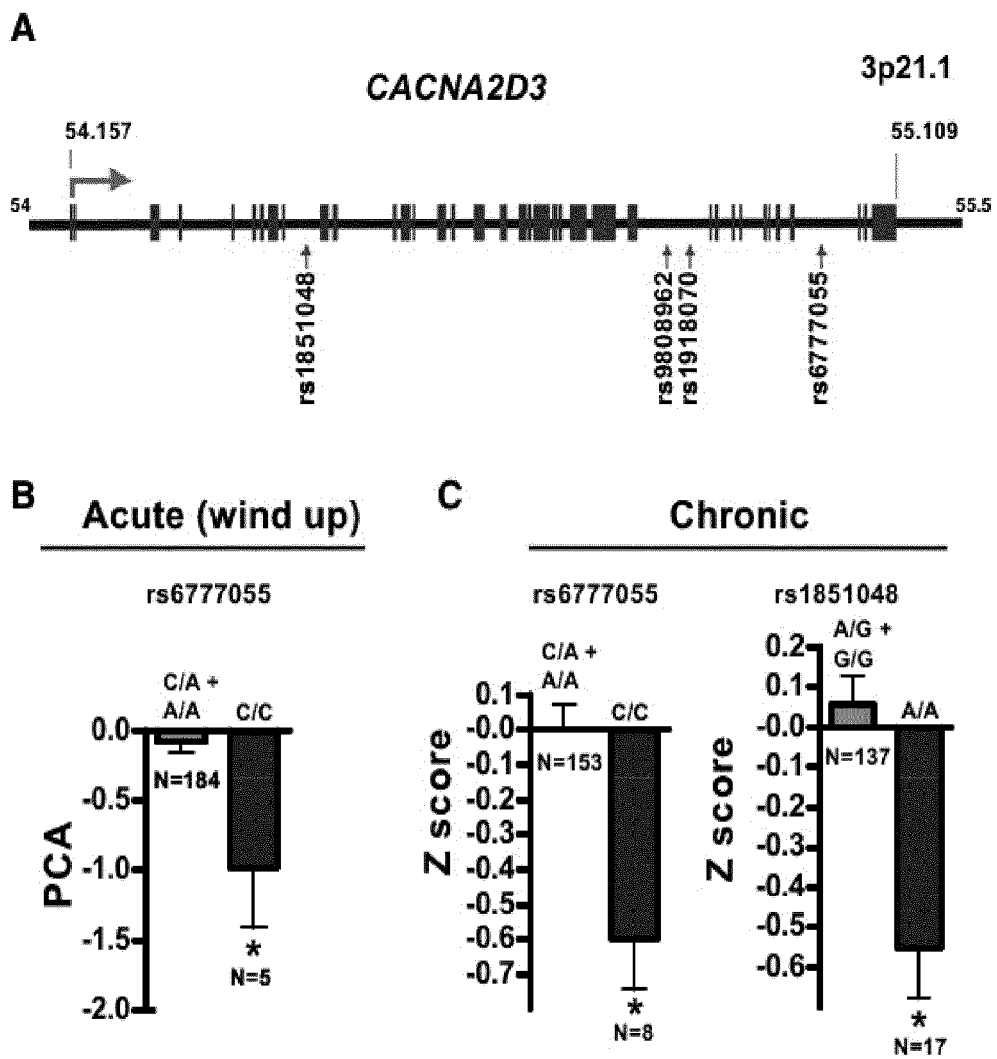 A
CACNA2D3
3p21.1
54.157
55.109
54
55.5
rs1851048
rs9808962
rs1918070
rs6777055
B
Acute (wind up)
rs6777055
C/A +
A/A
C/C
0.0
-0.5
-1.0
-1.5
-2.0
PCA
N=184
*
N=5
C
Chronic
rs6777055
C/A +
A/A
C/C
0.1
-0.0
-0.1
-0.2
-0.3
-0.4
-0.5
-0.6
-0.7
Z score
N=153
*
N=8
rs1851048
A/G +
G/G
A/A
0.2
0.1
-0.0
-0.1
-0.2
-0.3
-0.4
-0.5
-0.6
Z score
N=137
*
N=17